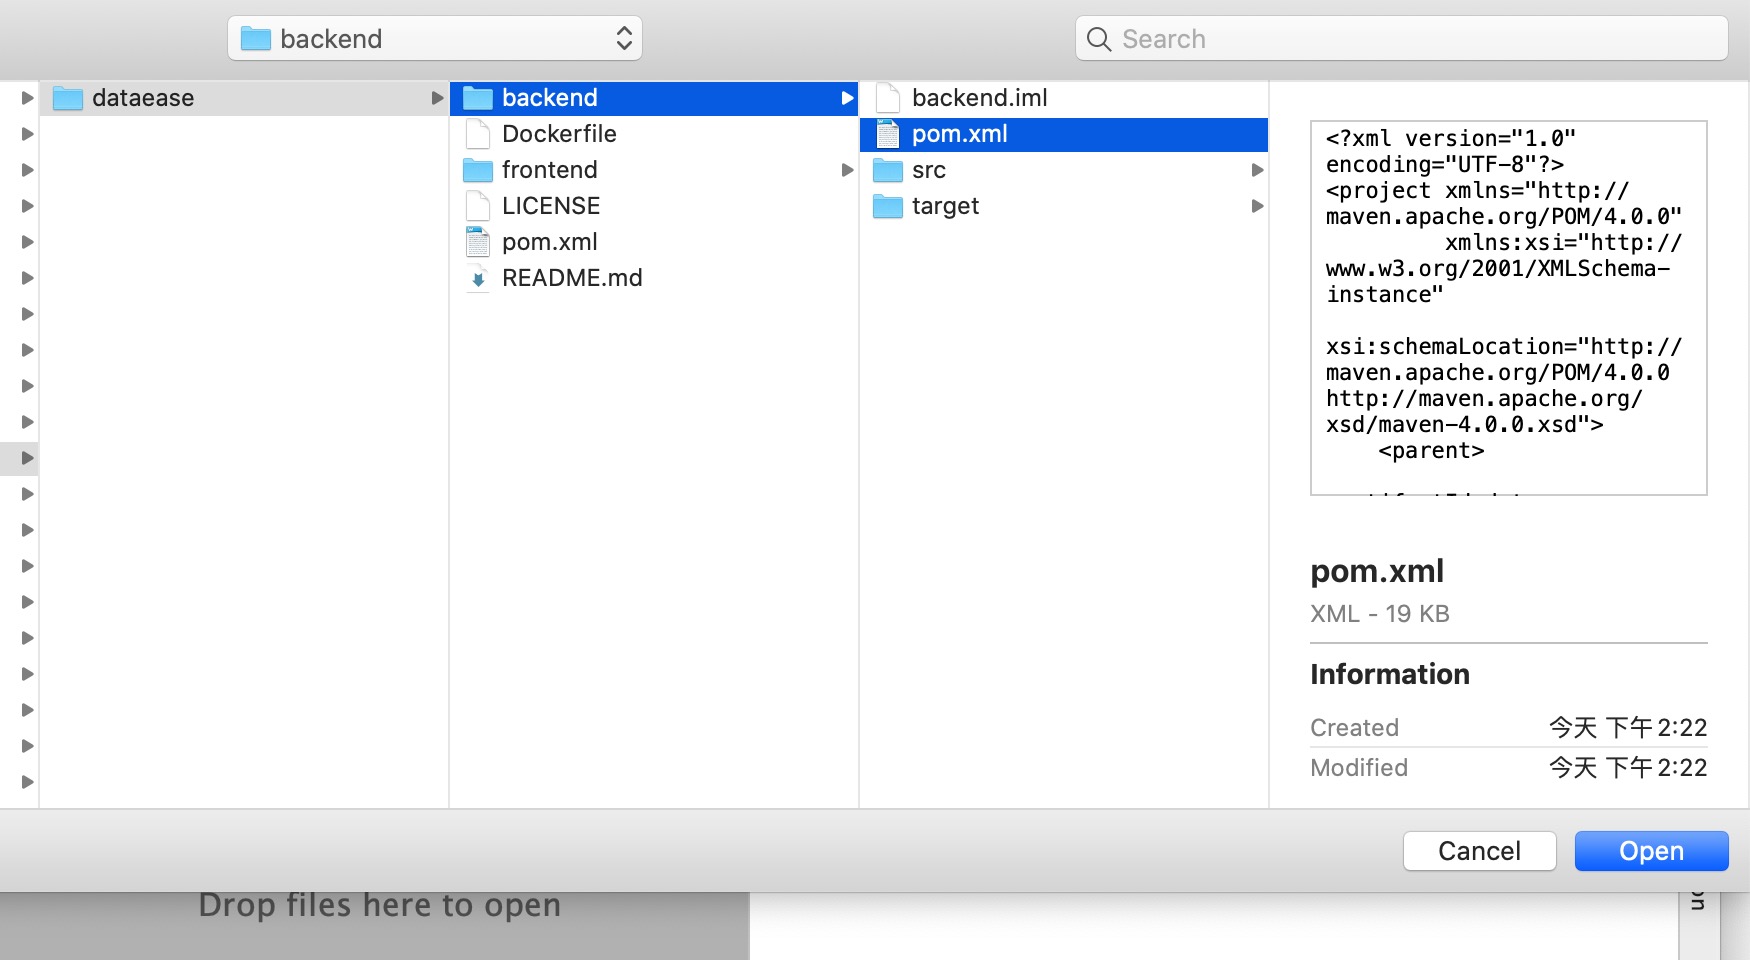 backend
Search
dataease
backend
Dockerfile
frontend
LICENSE
pom.xml
README.md
backend.iml
pom.xml
src
target
<?xml version="1.0"
encoding="UTF-8"?>
<project xmlns="http://
maven.apache.org/POM/4.0.0"
xmlns:xsi="http://
www.w3.org/2001/XMLSchema-
instance"
xsi:schemaLocation="http://
maven.apache.org/POM/4.0.0
http://maven.apache.org/
xsd/maven-4.0.0.xsd">
<parent>
pom.xml
XML - 19 KB
Information
Created 今天 下午2:22
Modified 今天 下午2:22
Cancel
Open
Drop files here to open